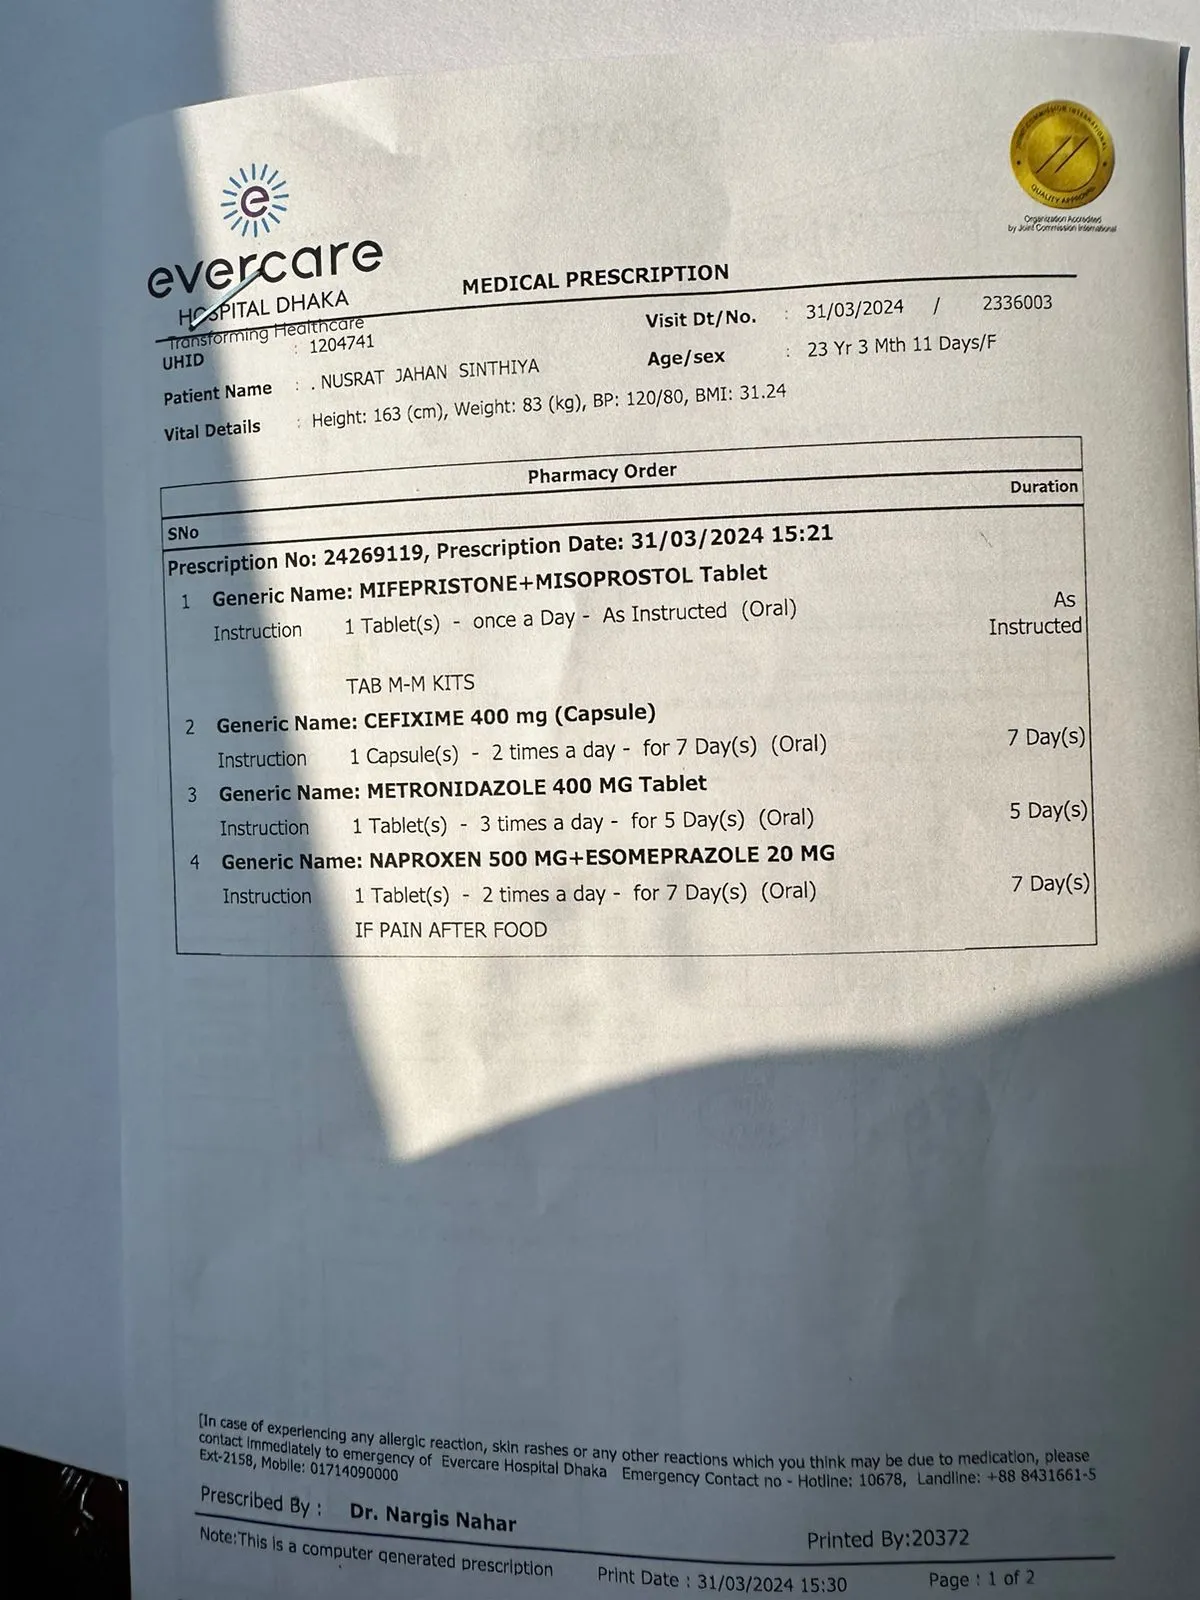 JOINT COMMISSION INTERNATIONAL
QUALITY APPROVAL
Organization Accredited
by Joint Commission International
e
evercare
HOSPITAL DHAKA
Transforming Healthcare
MEDICAL PRESCRIPTION
UHID : 1204741
Visit Dt/No. : 31/03/2024 / 2336003
Patient Name : . NUSRAT JAHAN SINTHIYA
Age/sex : 23 Yr 3 Mth 11 Days/F
Vital Details : Height: 163 (cm), Weight: 83 (kg), BP: 120/80, BMI: 31.24
Pharmacy Order
SNo Duration
Prescription No: 24269119, Prescription Date: 31/03/2024 15:21
1 Generic Name: MIFEPRISTONE+MISOPROSTOL Tablet
Instruction 1 Tablet(s) - once a Day - As Instructed (Oral) As Instructed
TAB M-M KITS
2 Generic Name: CEFIXIME 400 mg (Capsule)
Instruction 1 Capsule(s) - 2 times a day - for 7 Day(s) (Oral) 7 Day(s)
3 Generic Name: METRONIDAZOLE 400 MG Tablet
Instruction 1 Tablet(s) - 3 times a day - for 5 Day(s) (Oral) 5 Day(s)
4 Generic Name: NAPROXEN 500 MG+ESOMEPRAZOLE 20 MG
Instruction 1 Tablet(s) - 2 times a day - for 7 Day(s) (Oral) 7 Day(s)
IF PAIN AFTER FOOD
[In case of experiencing any allergic reaction, skin rashes or any other reactions which you think may be due to medication, please
contact immediately to emergency of Evercare Hospital Dhaka Emergency Contact no - Hotline: 10678, Landline: +88 8431661-5
Ext-2158, Mobile: 01714090000
Prescribed By : Dr. Nargis Nahar
Printed By:20372
Note:This is a computer generated prescription
Print Date : 31/03/2024 15:30
Page : 1 of 2